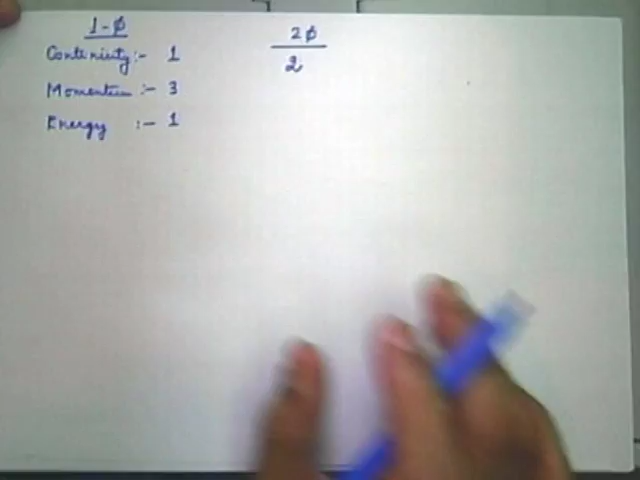 1-ϕ 2ϕ
Continuity:- 1 2
Momentum :- 3
Energy :- 1